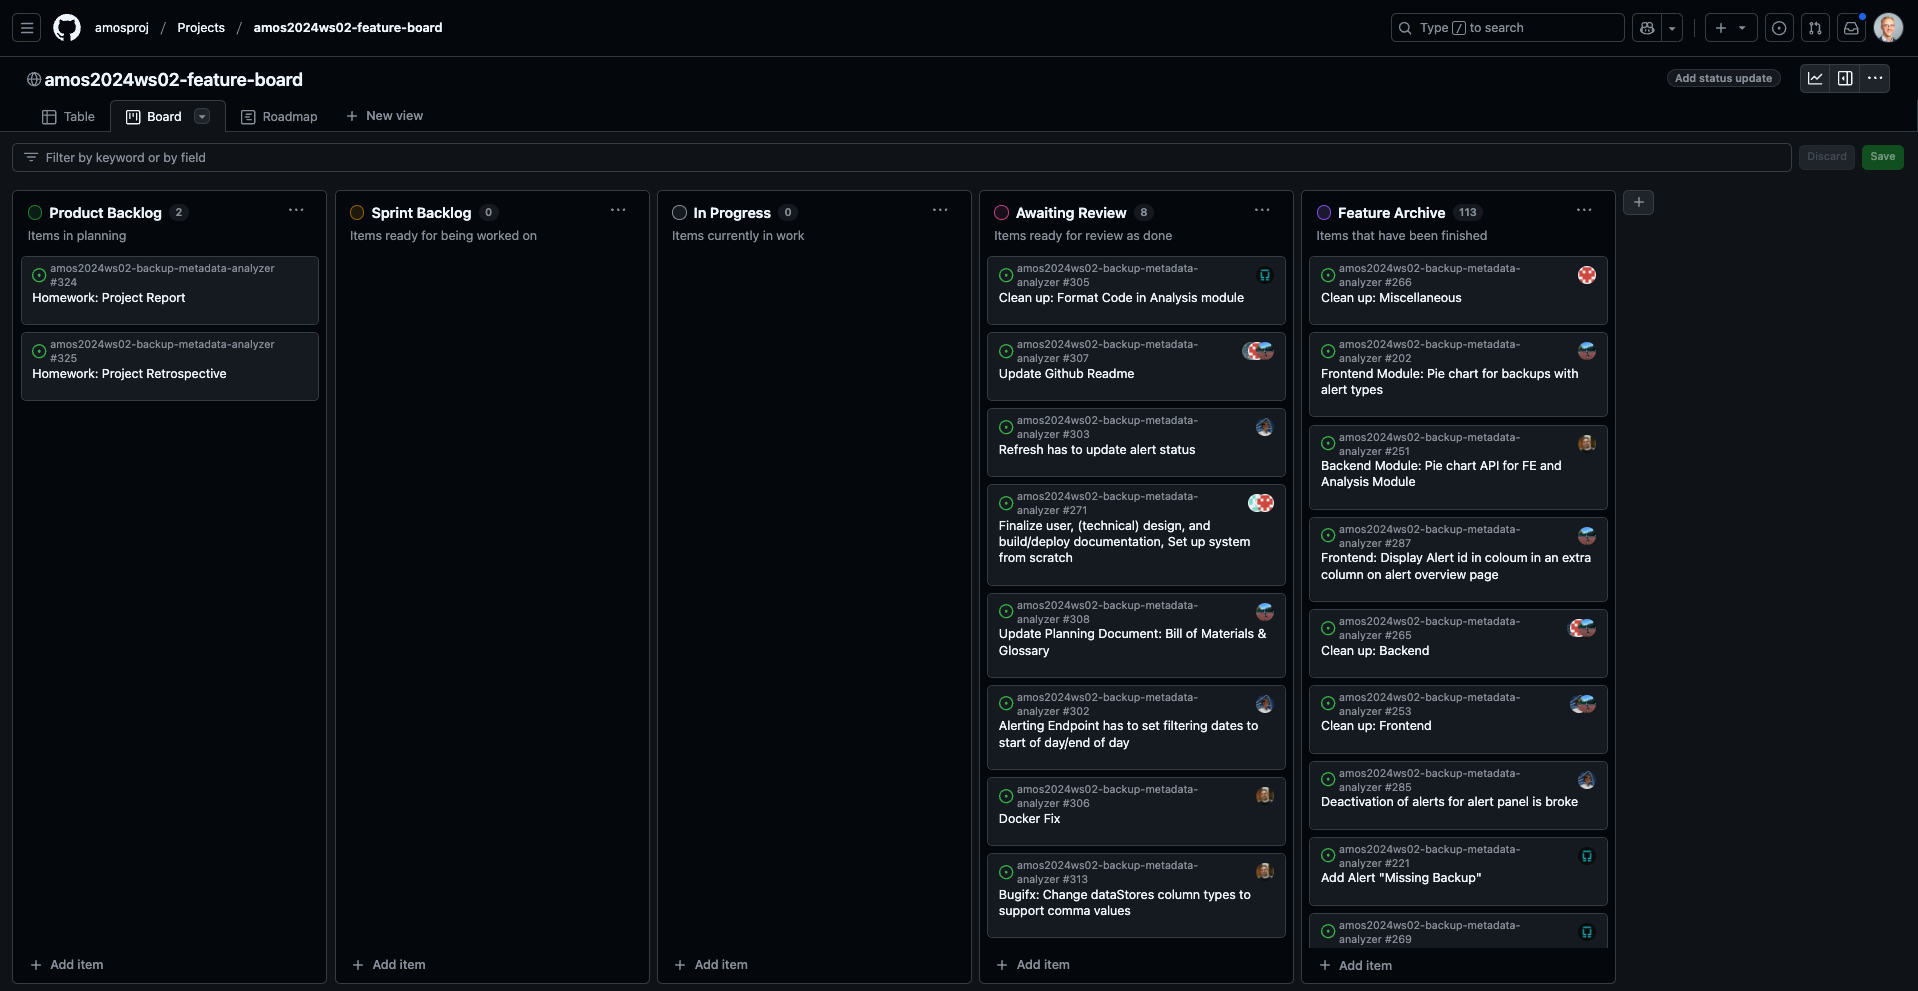 amosproj / Projects / amos2024ws02-feature-board
Type / to search
amos2024ws02-feature-board
Add status update
Table
Board
Roadmap
New view
Filter by keyword or by field
Discard
Save
Product Backlog 2
Items in planning
amos2024ws02-backup-metadata-analyzer
#324
Homework: Project Report
amos2024ws02-backup-metadata-analyzer
#325
Homework: Project Retrospective
Add item
Sprint Backlog 0
Items ready for being worked on
Add item
In Progress 0
Items currently in work
Add item
Awaiting Review 8
Items ready for review as done
amos2024ws02-backup-metadata-
analyzer #305
Clean up: Format Code in Analysis module
amos2024ws02-backup-metadata-
analyzer #307
Update Github Readme
amos2024ws02-backup-metadata-
analyzer #303
Refresh has to update alert status
amos2024ws02-backup-metadata-
analyzer #271
Finalize user, (technical) design, and
build/deploy documentation, Set up system
from scratch
amos2024ws02-backup-metadata-
analyzer #308
Update Planning Document: Bill of Materials &
Glossary
amos2024ws02-backup-metadata-
analyzer #302
Alerting Endpoint has to set filtering dates to
start of day/end of day
amos2024ws02-backup-metadata-
analyzer #306
Docker Fix
amos2024ws02-backup-metadata-
analyzer #313
Bugifx: Change dataStores column types to
support comma values
Add item
Feature Archive 113
Items that have been finished
amos2024ws02-backup-metadata-
analyzer #266
Clean up: Miscellaneous
amos2024ws02-backup-metadata-
analyzer #202
Frontend Module: Pie chart for backups with
alert types
amos2024ws02-backup-metadata-
analyzer #251
Backend Module: Pie chart API for FE and
Analysis Module
amos2024ws02-backup-metadata-
analyzer #287
Frontend: Display Alert id in coloum in an extra
column on alert overview page
amos2024ws02-backup-metadata-
analyzer #265
Clean up: Backend
amos2024ws02-backup-metadata-
analyzer #253
Clean up: Frontend
amos2024ws02-backup-metadata-
analyzer #285
Deactivation of alerts for alert panel is broke
amos2024ws02-backup-metadata-
analyzer #221
Add Alert "Missing Backup"
amos2024ws02-backup-metadata-
analyzer #269
Add item